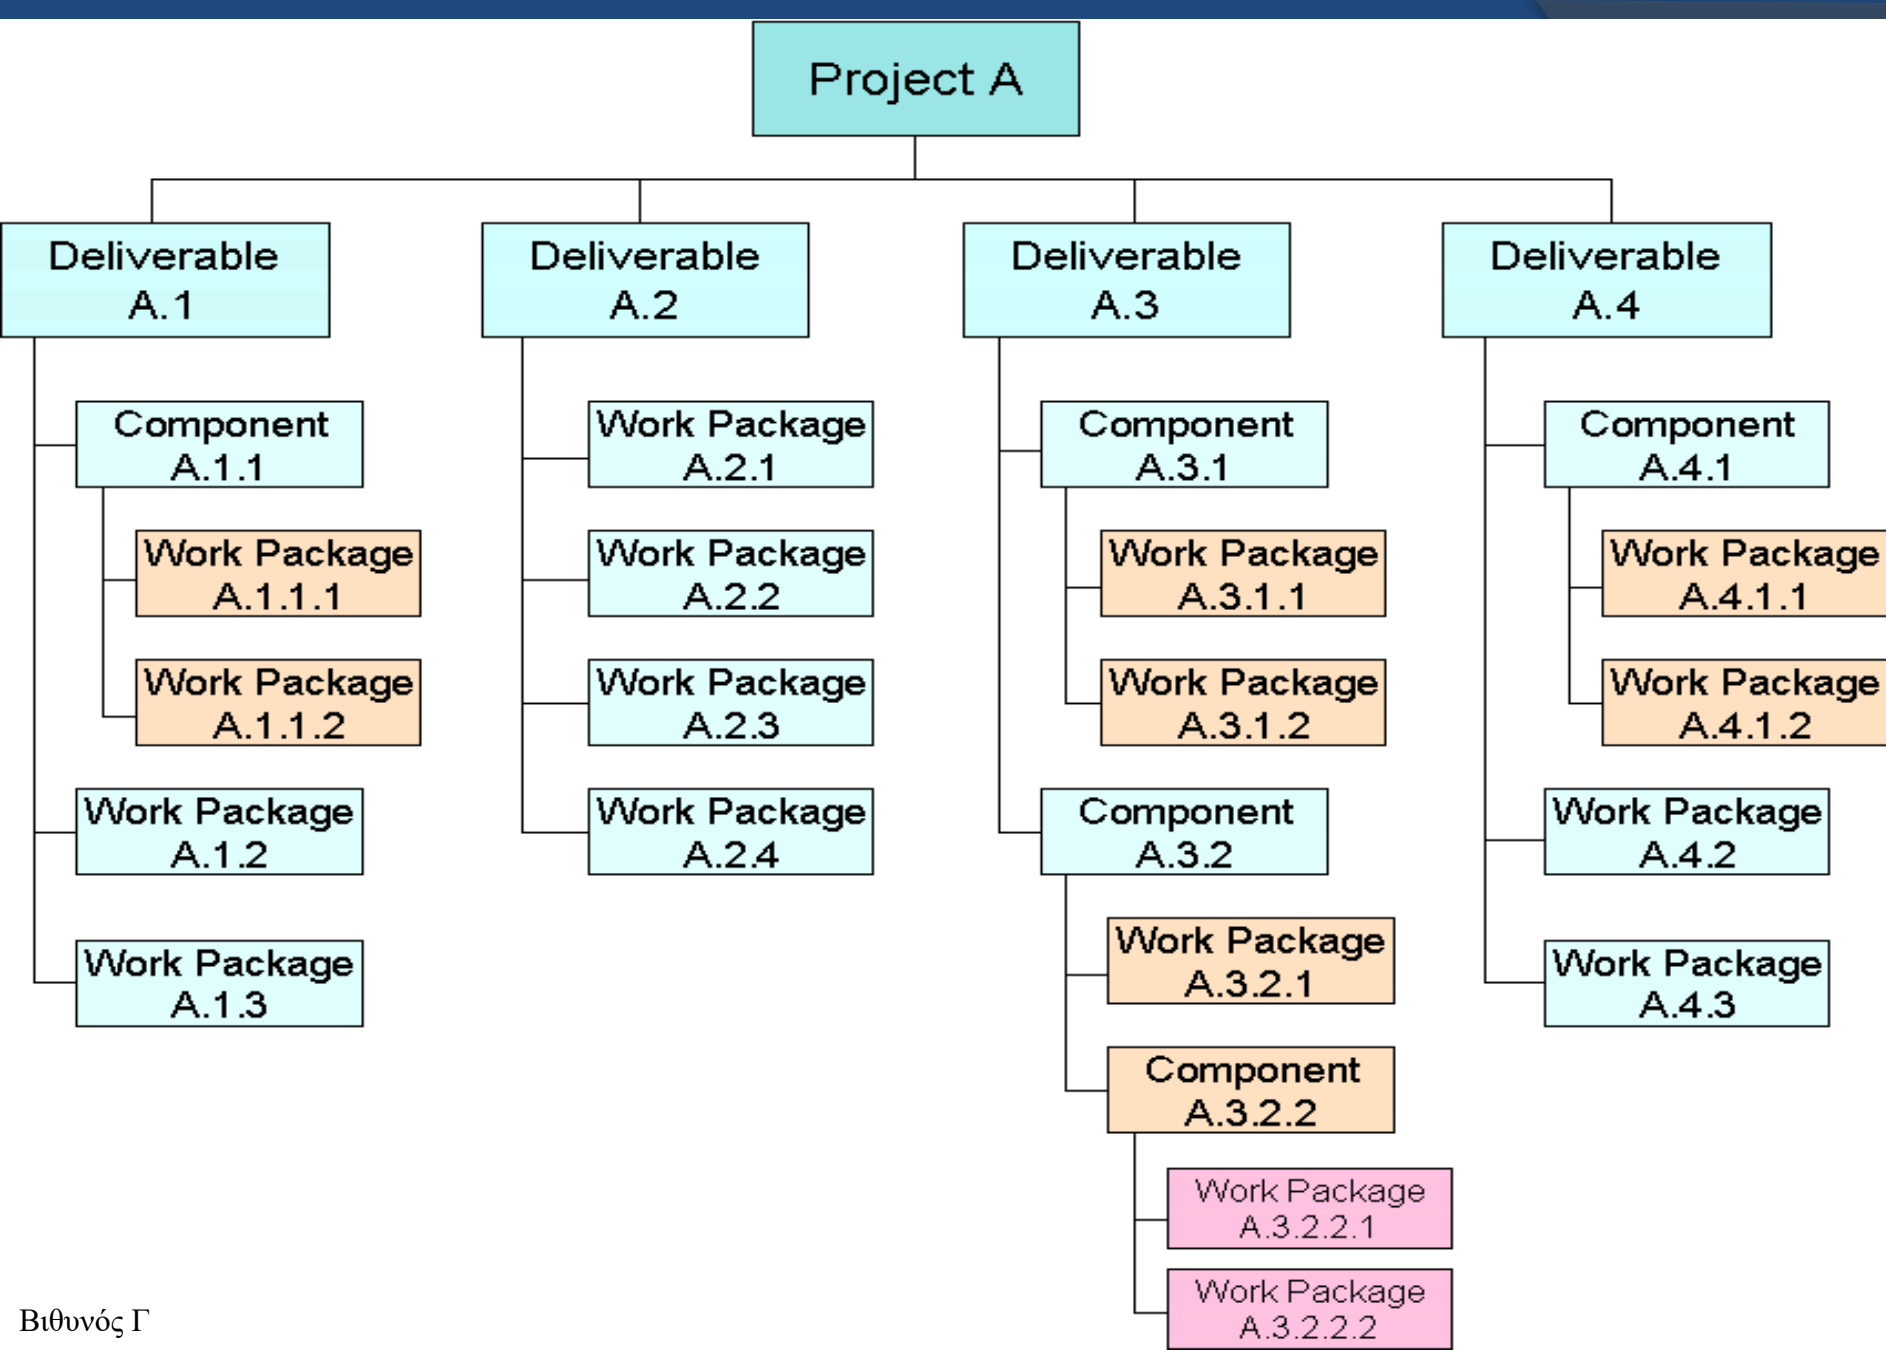 Project A
Deliverable
A.1
Component
A.1.1
Work Package
A.1.1.1
Work Package
A.1.1.2
Work Package
A.1.2
Work Package
A.1.3
Deliverable
A.2
Work Package
A.2.1
Work Package
A.2.2
Work Package
A.2.3
Work Package
A.2.4
Deliverable
A.3
Component
A.3.1
Work Package
A.3.1.1
Work Package
A.3.1.2
Component
A.3.2
Work Package
A.3.2.1
Component
A.3.2.2
Work Package
A.3.2.2.1
Work Package
A.3.2.2.2
Deliverable
A.4
Component
A.4.1
Work Package
A.4.1.1
Work Package
A.4.1.2
Work Package
A.4.2
Work Package
A.4.3
Βιθυνός Γ